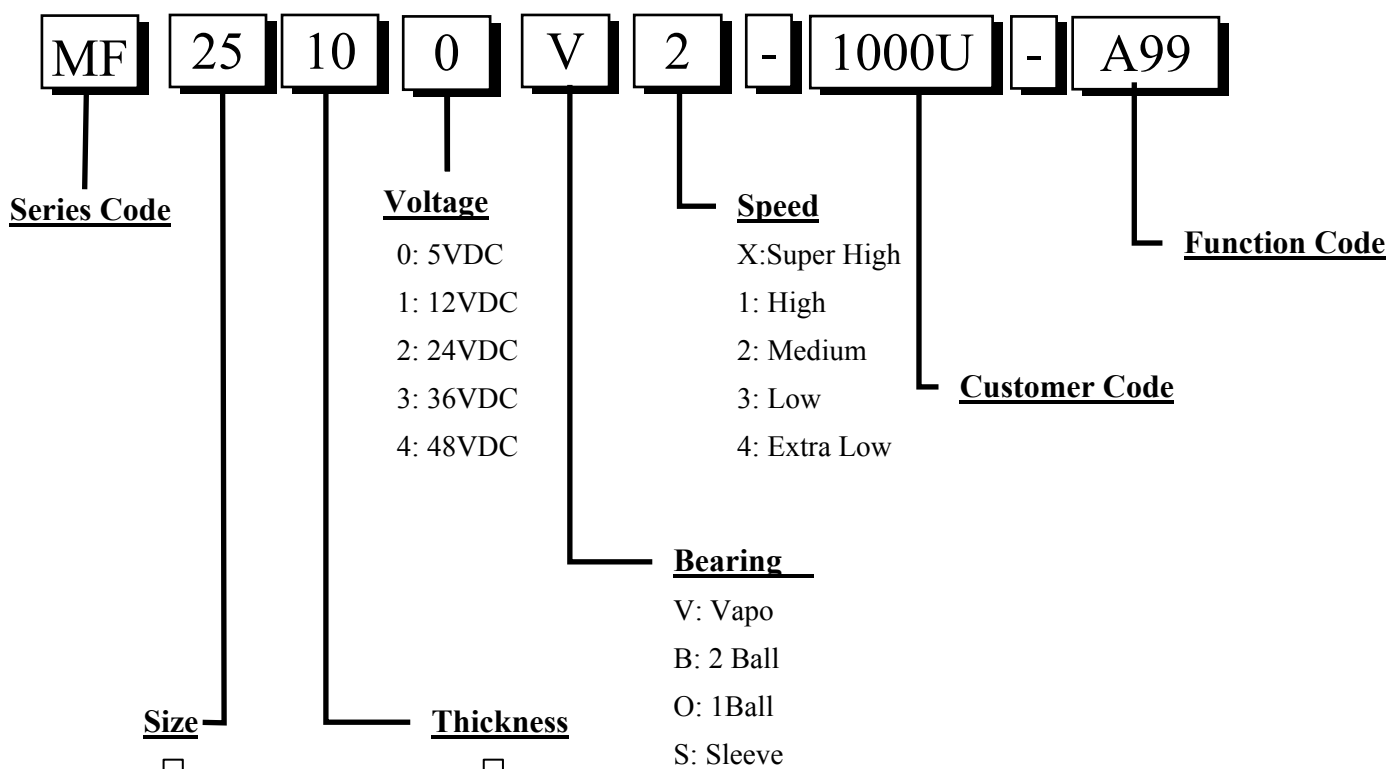 MF 25 10 0 V 2 - 1000U - A99
Series Code
Voltage
0: 5VDC
1: 12VDC
2: 24VDC
3: 36VDC
4: 48VDC
Speed
X:Super High
1: High
2: Medium
3: Low
4: Extra Low
Function Code
Customer Code
Bearing
V: Vapo
B: 2 Ball
O: 1Ball
S: Sleeve
Size
Thickness